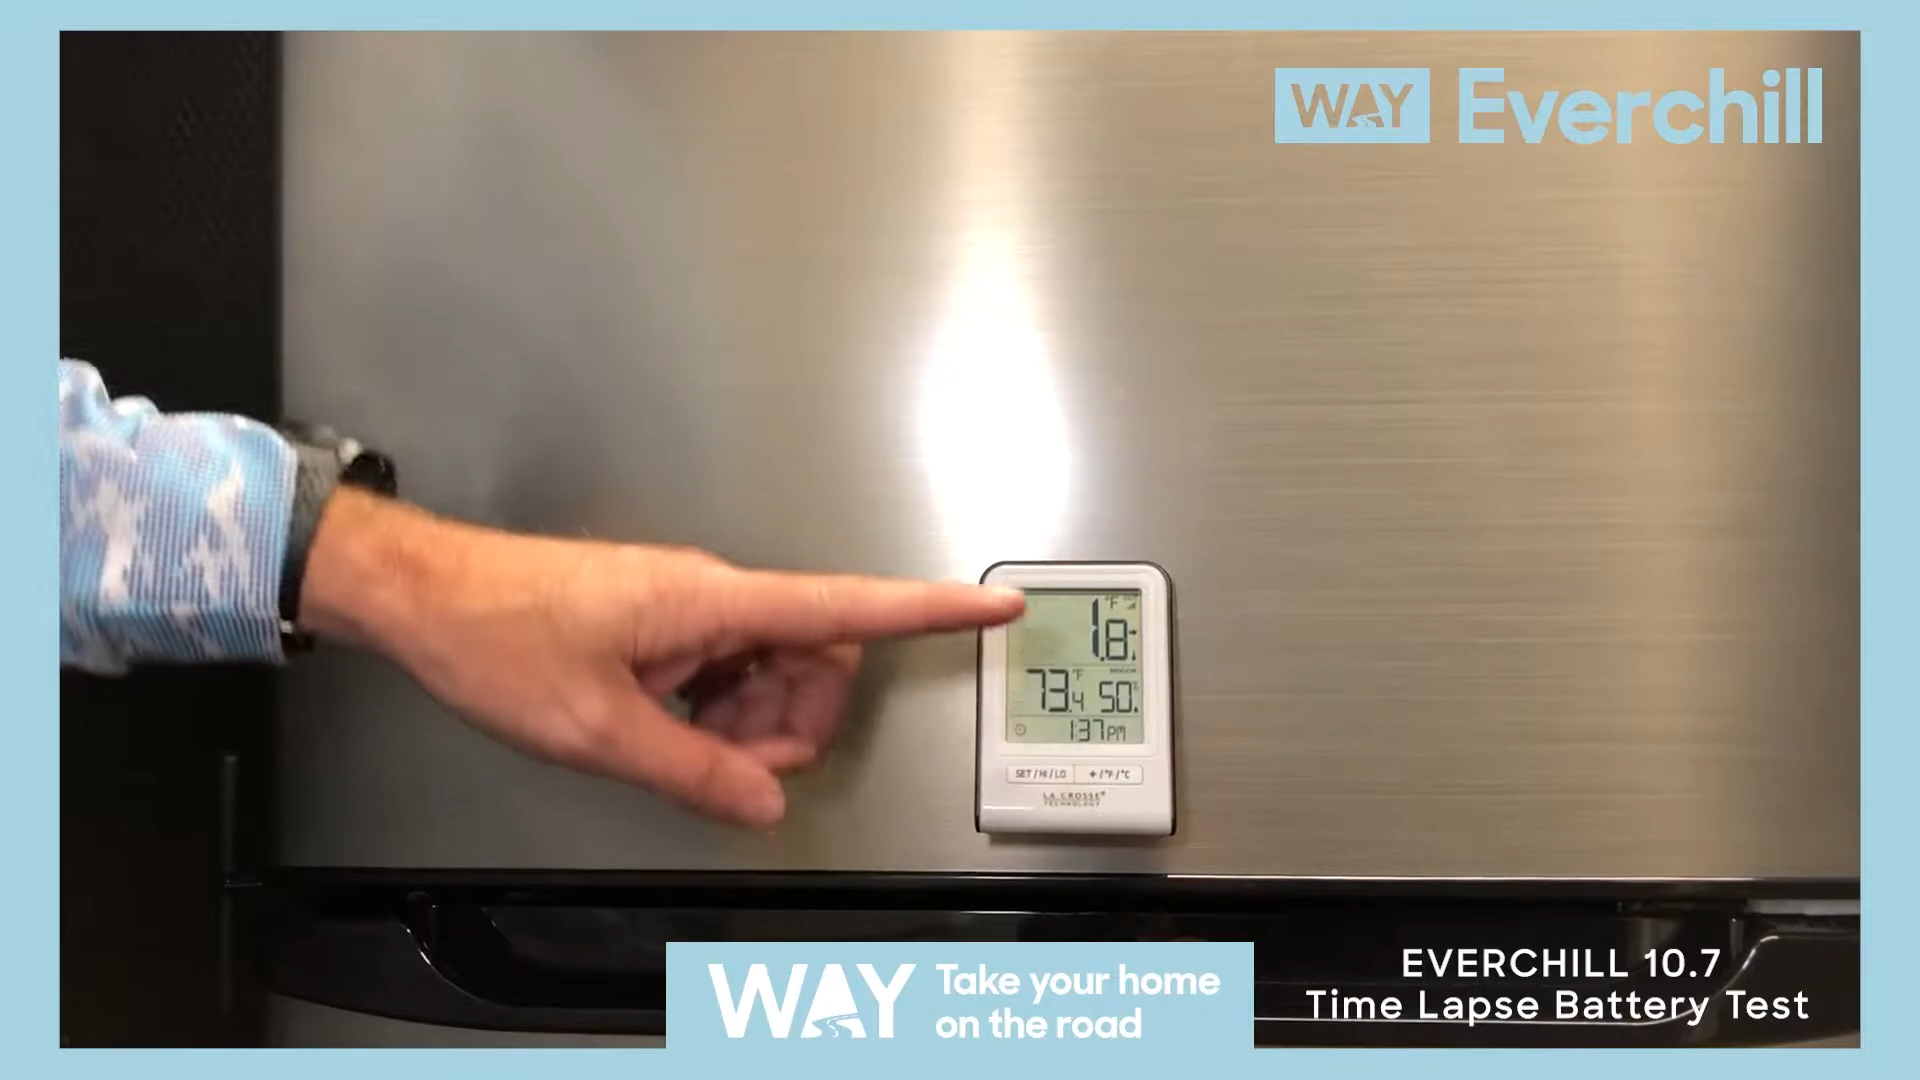 WAY Everchill
°F
1.8
73.4 °F 50%
1:37PM
SET/HI/LO +/°F/°C
LA CROSSE
TECHNOLOGY
WAY Take your home
on the road
EVERCHILL 10.7
Time Lapse Battery Test